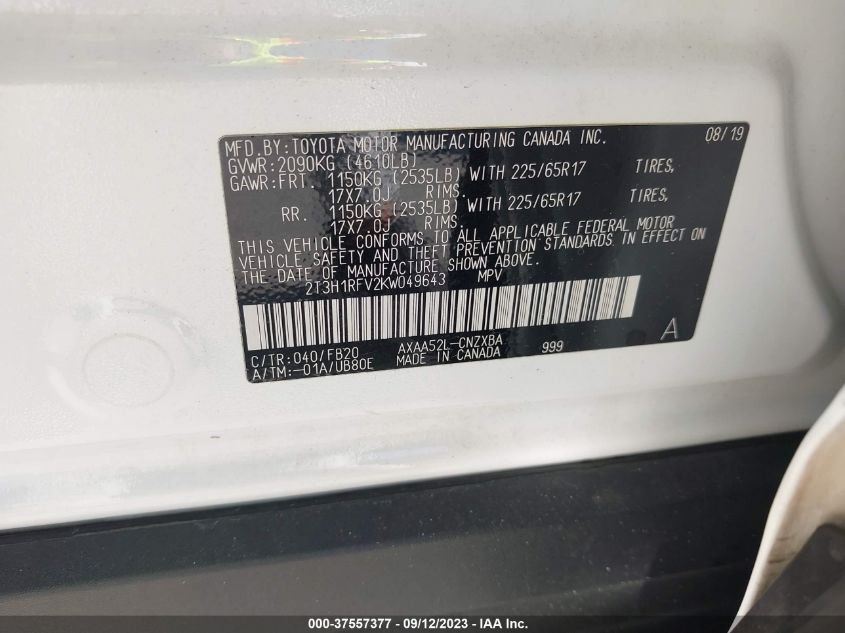 MFD.BY:TOYOTA MOTOR MANUFACTURING CANADA INC. 08/19
GVWR:2090KG (4610LB)
GAWR:FRT. 1150KG (2535LB) WITH 225/65R17 TIRES,
17X7.0J RIMS.
RR. 1150KG (2535LB) WITH 225/65R17 TIRES,
17X7.0J RIMS.
THIS VEHICLE CONFORMS TO ALL APPLICABLE FEDERAL MOTOR
VEHICLE SAFETY AND THEFT PREVENTION STANDARDS IN EFFECT ON
THE DATE OF MANUFACTURE SHOWN ABOVE.
2T3H1RFV2KW049643 MPV
C/TR:040/FB20 AXAA52L-CNZXBA 999 A
A/TM:-01A/UB80E MADE IN CANADA
000-37557377 - 09/12/2023 - IAA Inc.